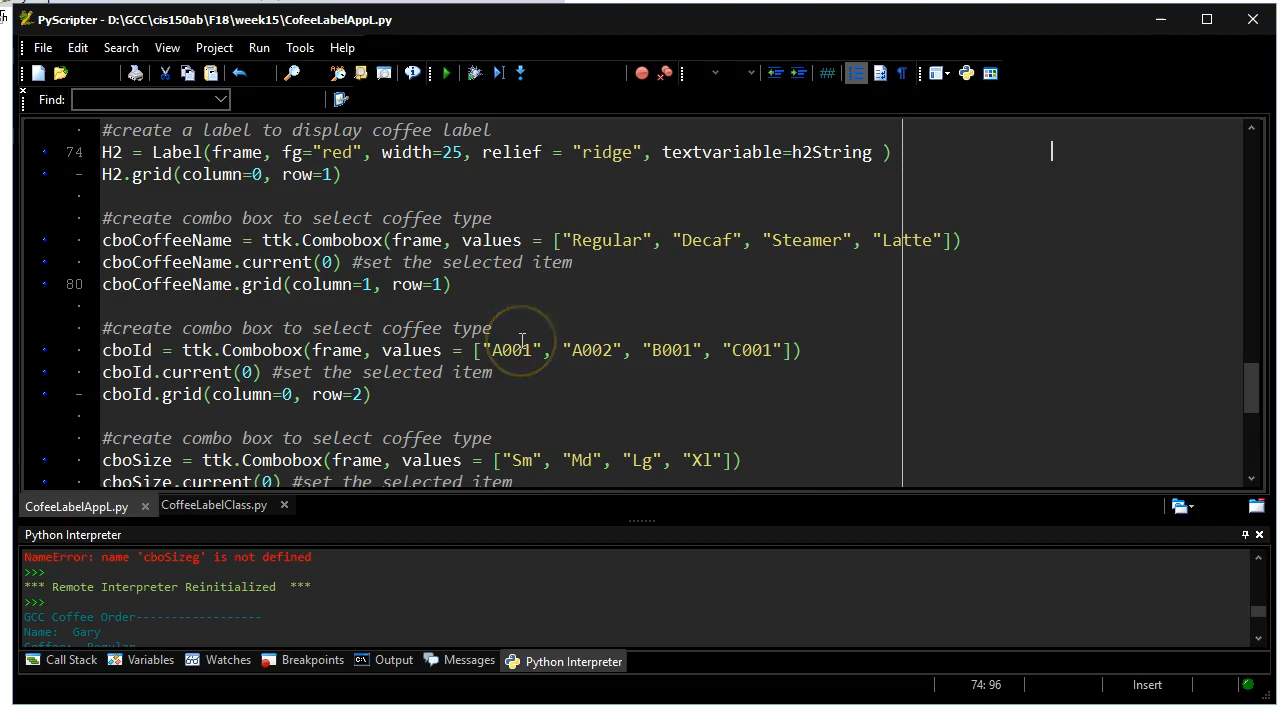 PyScripter - D:\GCC\cis150ab\F18\week15\CofeeLabelAppL.py
File Edit Search View Project Run Tools Help
Find:
#create a label to display coffee label
74 H2 = Label(frame, fg="red", width=25, relief = "ridge", textvariable=h2String )
H2.grid(column=0, row=1)
#create combo box to select coffee type
cboCoffeeName = ttk.Combobox(frame, values = ["Regular", "Decaf", "Steamer", "Latte"])
cboCoffeeName.current(0) #set the selected item
80 cboCoffeeName.grid(column=1, row=1)
#create combo box to select coffee type
cboId = ttk.Combobox(frame, values = ["A001", "A002", "B001", "C001"])
cboId.current(0) #set the selected item
cboId.grid(column=0, row=2)
#create combo box to select coffee type
cboSize = ttk.Combobox(frame, values = ["Sm", "Md", "Lg", "Xl"])
cboSize.current(0) #set the selected item
CofeeLabelAppL.py × CoffeeLabelClass.py ×
Python Interpreter
NameError: name 'cboSizeg' is not defined
>>>
*** Remote Interpreter Reinitialized ***
>>>
GCC Coffee Order------------------
Name: Gary
Coffee: Regular
Call Stack Variables Watches Breakpoints Output Messages Python Interpreter
74: 96 Insert